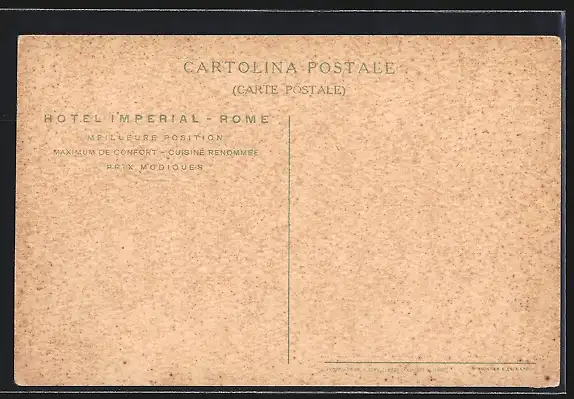 CARTOLINA POSTALE
(CARTE POSTALE)
HOTEL IMPERIAL - ROME
MEILLEURE POSITION
MAXIMUM DE CONFORT - CUISINE RENOMMÉE
PRIX MODIQUES